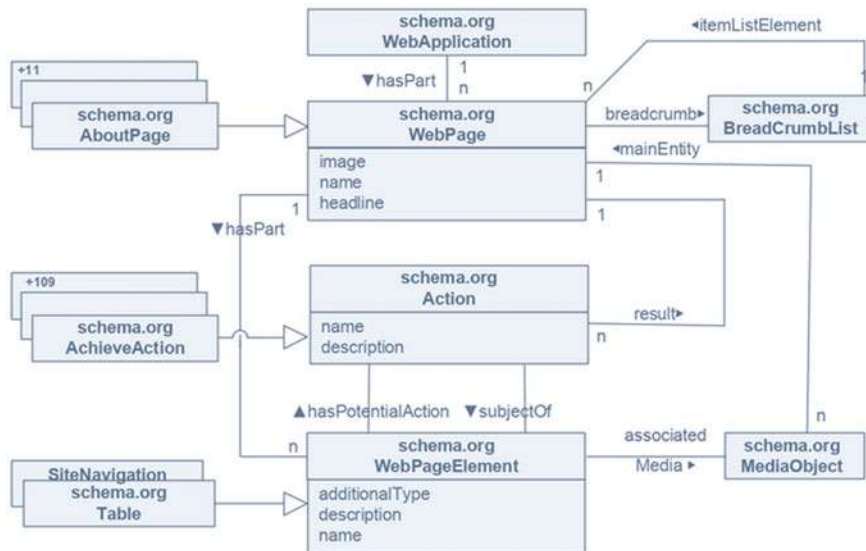 schema.org
WebApplication
◂itemListElement
1
▼hasPart
n
n
1
+11
schema.org
AboutPage
schema.org
WebPage
breadcrumb▸
schema.org
BreadCrumbList
◂mainEntity
image
name
headline
1
1
1
▼hasPart
+109
schema.org
AchieveAction
schema.org
Action
name
description
result▸
n
▲hasPotentialAction
▼subjectOf
n
n
schema.org
WebPageElement
associated
Media ▸
schema.org
MediaObject
SiteNavigation
schema.org
Table
additionalType
description
name